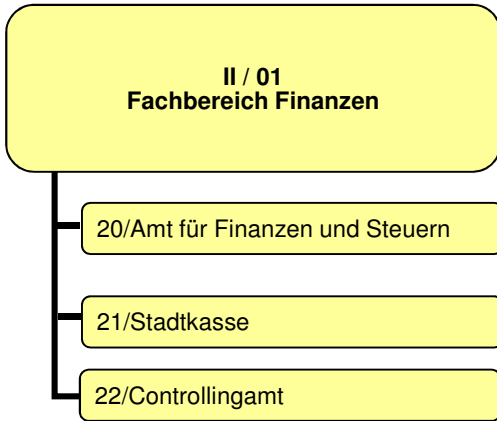 II / 01
Fachbereich Finanzen
20/Amt für Finanzen und Steuern
21/Stadtkasse
22/Controllingamt